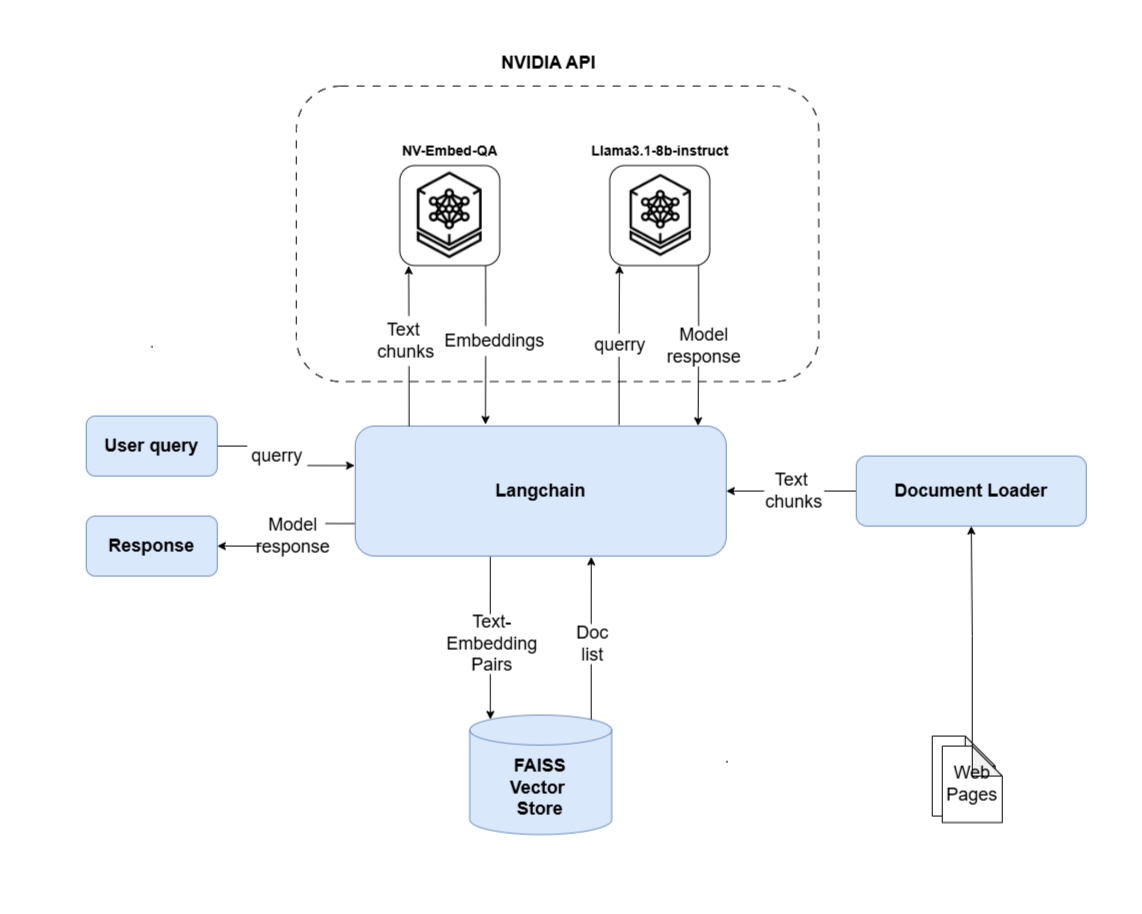 NVIDIA API
NV-Embed-QA
Llama3.1-8b-instruct
Text
chunks
Embeddings
querry
Model
response
User query
querry
Langchain
Text
chunks
Document Loader
Model
response
Response
Text-
Embedding
Pairs
Doc
list
FAISS
Vector
Store
Web
Pages